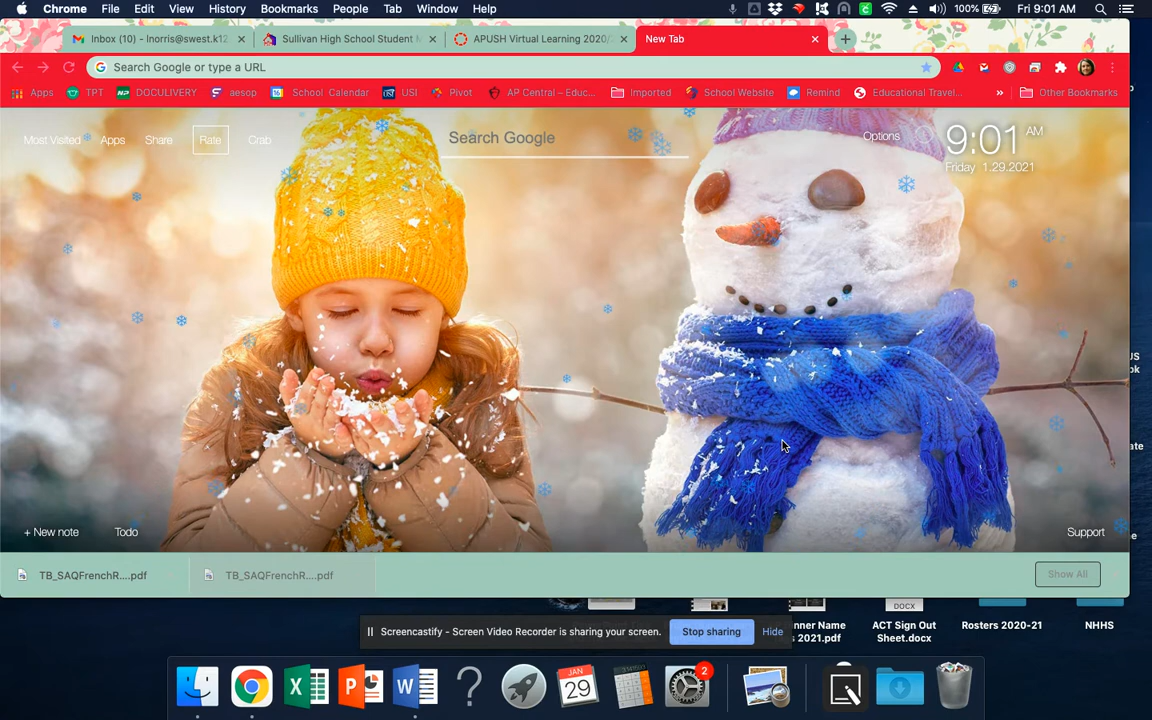 Chrome File Edit View History Bookmarks People Tab Window Help 100% Fri 9:01 AM
Inbox (10) - lnorris@swest.k12 Sullivan High School Student M APUSH Virtual Learning 2020/ New Tab
Search Google or type a URL
Apps TPT DOCULIVERY aesop School Calendar USI Pivot AP Central – Educ... Imported School Website Remind Educational Travel... » Other Bookmarks
Most Visited Apps Share Rate Crab Search Google Options 9:01 AM
Friday 1.29.2021
+ New note Todo Support
TB_SAQFrenchR....pdf TB_SAQFrenchR....pdf Show All
Screencastify - Screen Video Recorder is sharing your screen. Stop sharing Hide
nner Name
s 2021.pdf
DOCX
ACT Sign Out
Sheet.docx
Rosters 2020-21
NHHS
JAN
29
2